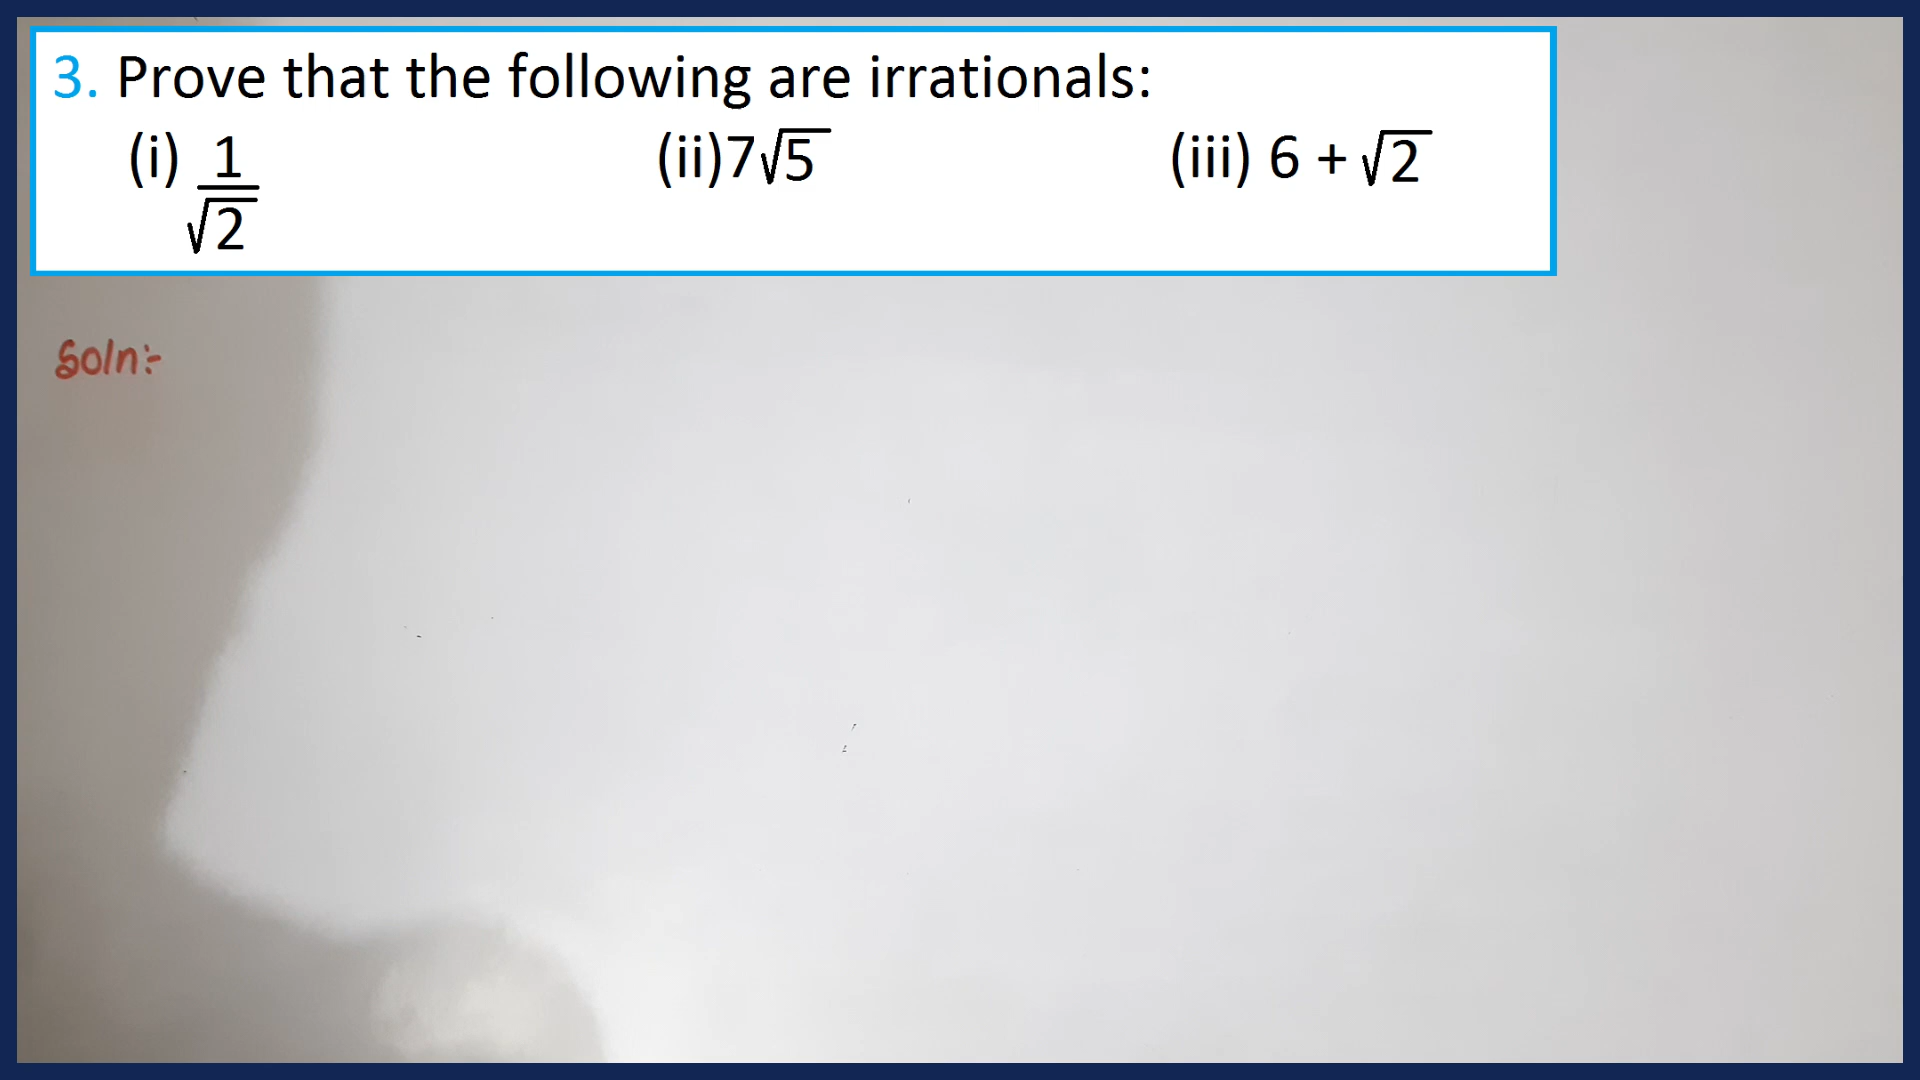 3. Prove that the following are irrationals:
(i) 1/√2 (ii)7√5 (iii) 6 + √2
Soln:-